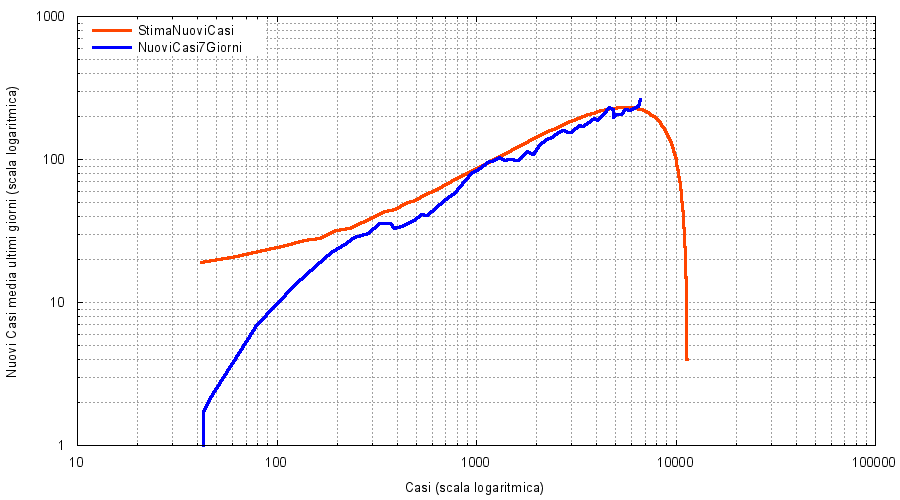 1000
StimaNuoviCasi
NuoviCasi7Giorni
100
Nuovi Casi media ultimi giorni (scala logaritmica)
10
1
10
100
1000
10000
100000
Casi (scala logaritmica)